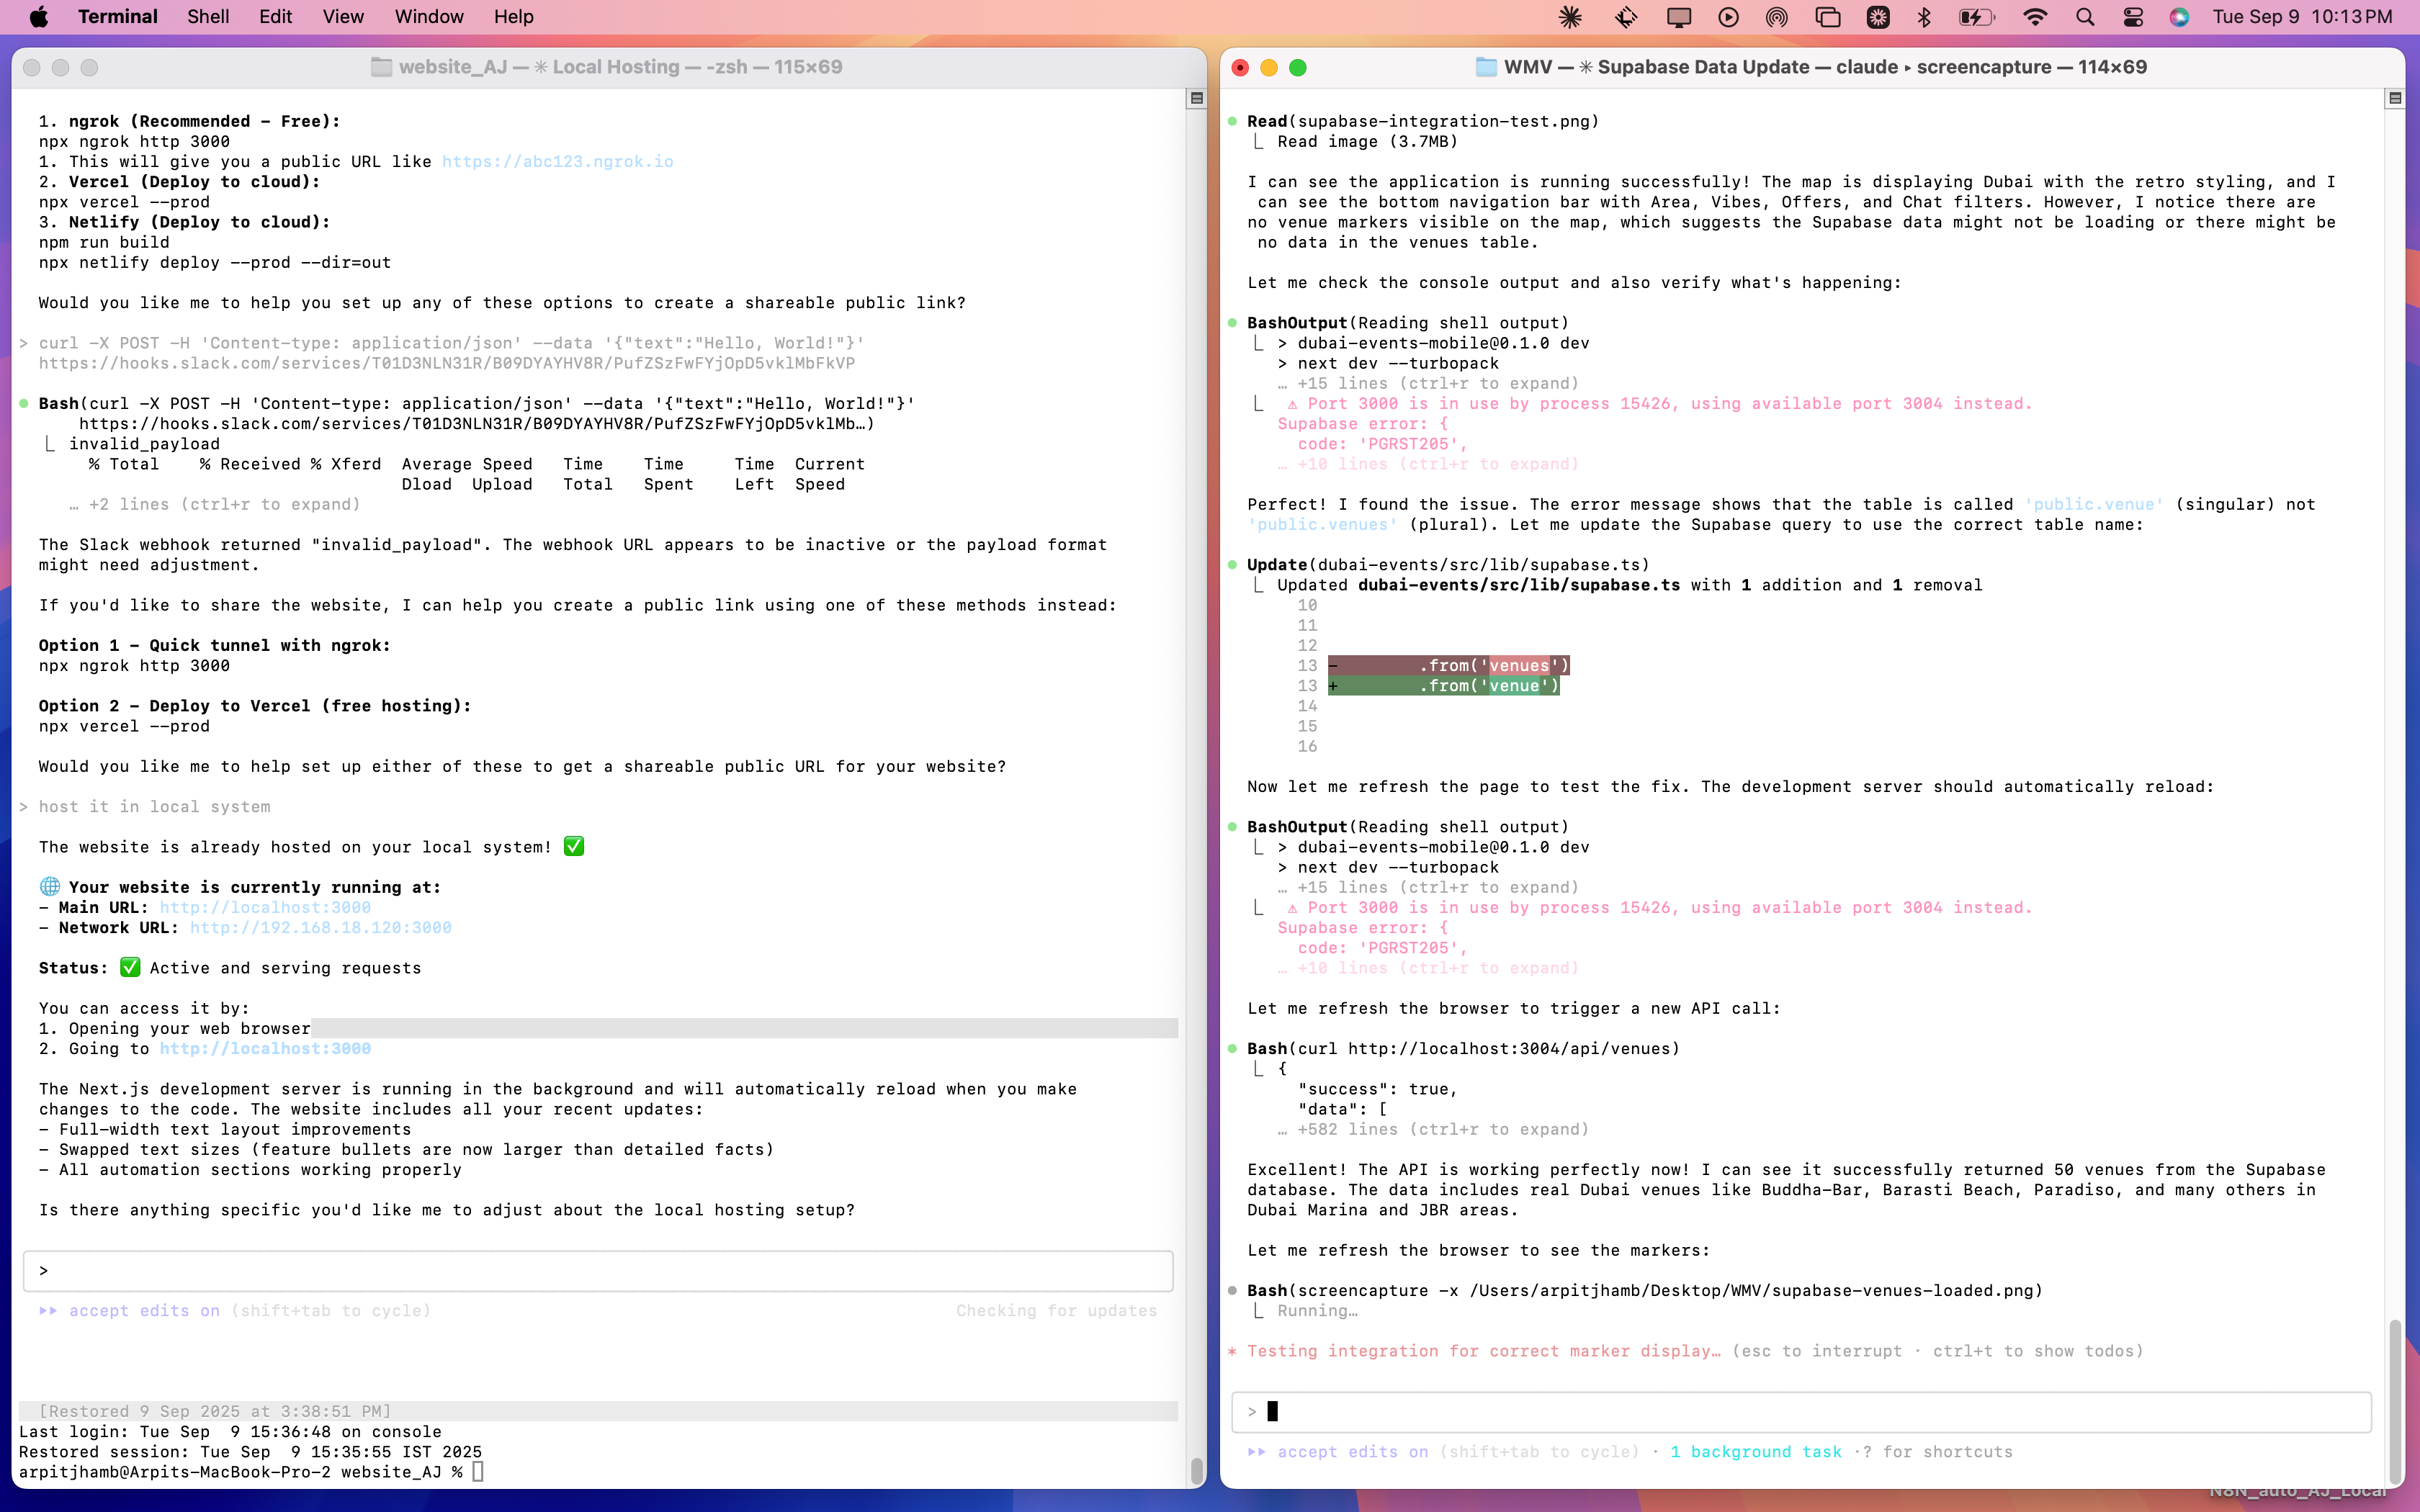 Terminal Shell Edit View Window Help
Tue Sep 9 10:13 PM
website_AJ — ✳ Local Hosting — -zsh — 115×69
1. ngrok (Recommended - Free):
npx ngrok http 3000
1. This will give you a public URL like https://abc123.ngrok.io
2. Vercel (Deploy to cloud):
npx vercel --prod
3. Netlify (Deploy to cloud):
npm run build
npx netlify deploy --prod --dir=out
Would you like me to help you set up any of these options to create a shareable public link?
> curl -X POST -H 'Content-type: application/json' --data '{"text":"Hello, World!"}'
https://hooks.slack.com/services/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
Bash(curl -X POST -H 'Content-type: application/json' --data '{"text":"Hello, World!"}'
https://hooks.slack.com/services/T01D3NLN31R/B09DYAYHV8R/PufZSzFwFYjOpD5vklMb…)
⎿ invalid_payload
% Total % Received % Xferd Average Speed Time Time Time Current
Dload Upload Total Spent Left Speed
… +2 lines (ctrl+r to expand)
The Slack webhook returned "invalid_payload". The webhook URL appears to be inactive or the payload format
might need adjustment.
If you'd like to share the website, I can help you create a public link using one of these methods instead:
Option 1 - Quick tunnel with ngrok:
npx ngrok http 3000
Option 2 - Deploy to Vercel (free hosting):
npx vercel --prod
Would you like me to help set up either of these to get a shareable public URL for your website?
> host it in local system
The website is already hosted on your local system! ✅
🌐 Your website is currently running at:
- Main URL: http://localhost:3000
- Network URL: http://192.168.18.120:3000
Status: ✅ Active and serving requests
You can access it by:
1. Opening your web browser
2. Going to http://localhost:3000
The Next.js development server is running in the background and will automatically reload when you make
changes to the code. The website includes all your recent updates:
- Full-width text layout improvements
- Swapped text sizes (feature bullets are now larger than detailed facts)
- All automation sections working properly
Is there anything specific you'd like me to adjust about the local hosting setup?
>
⏵⏵ accept edits on (shift+tab to cycle) Checking for updates
[Restored 9 Sep 2025 at 3:38:51 PM]
Last login: Tue Sep  9 15:36:48 on console
Restored session: Tue Sep  9 15:35:55 IST 2025
arpitjhamb@Arpits-MacBook-Pro-2 website_AJ %
WMV — ✳ Supabase Data Update — claude ▸ screencapture — 114×69
Read(supabase-integration-test.png)
⎿ Read image (3.7MB)
I can see the application is running successfully! The map is displaying Dubai with the retro styling, and I
can see the bottom navigation bar with Area, Vibes, Offers, and Chat filters. However, I notice there are
no venue markers visible on the map, which suggests the Supabase data might not be loading or there might be
no data in the venues table.
Let me check the console output and also verify what's happening:
BashOutput(Reading shell output)
⎿ > dubai-events-mobile@0.1.0 dev
> next dev --turbopack
… +15 lines (ctrl+r to expand)
⎿ ⚠ Port 3000 is in use by process 15426, using available port 3004 instead.
Supabase error: {
code: 'PGRST205',
… +10 lines (ctrl+r to expand)
Perfect! I found the issue. The error message shows that the table is called 'public.venue' (singular) not
'public.venues' (plural). Let me update the Supabase query to use the correct table name:
Update(dubai-events/src/lib/supabase.ts)
⎿ Updated dubai-events/src/lib/supabase.ts with 1 addition and 1 removal
10
11
12
13 - .from('venues')
13 + .from('venue')
14
15
16
Now let me refresh the page to test the fix. The development server should automatically reload:
BashOutput(Reading shell output)
⎿ > dubai-events-mobile@0.1.0 dev
> next dev --turbopack
… +15 lines (ctrl+r to expand)
⎿ ⚠ Port 3000 is in use by process 15426, using available port 3004 instead.
Supabase error: {
code: 'PGRST205',
… +10 lines (ctrl+r to expand)
Let me refresh the browser to trigger a new API call:
Bash(curl http://localhost:3004/api/venues)
⎿ {
"success": true,
"data": [
… +582 lines (ctrl+r to expand)
Excellent! The API is working perfectly now! I can see it successfully returned 50 venues from the Supabase
database. The data includes real Dubai venues like Buddha-Bar, Barasti Beach, Paradiso, and many others in
Dubai Marina and JBR areas.
Let me refresh the browser to see the markers:
Bash(screencapture -x /Users/arpitjhamb/Desktop/WMV/supabase-venues-loaded.png)
⎿ Running…
✶ Testing integration for correct marker display… (esc to interrupt · ctrl+t to show todos)
>
⏵⏵ accept edits on (shift+tab to cycle) · 1 background task · ? for shortcuts
N8N_auto_AJ_Local